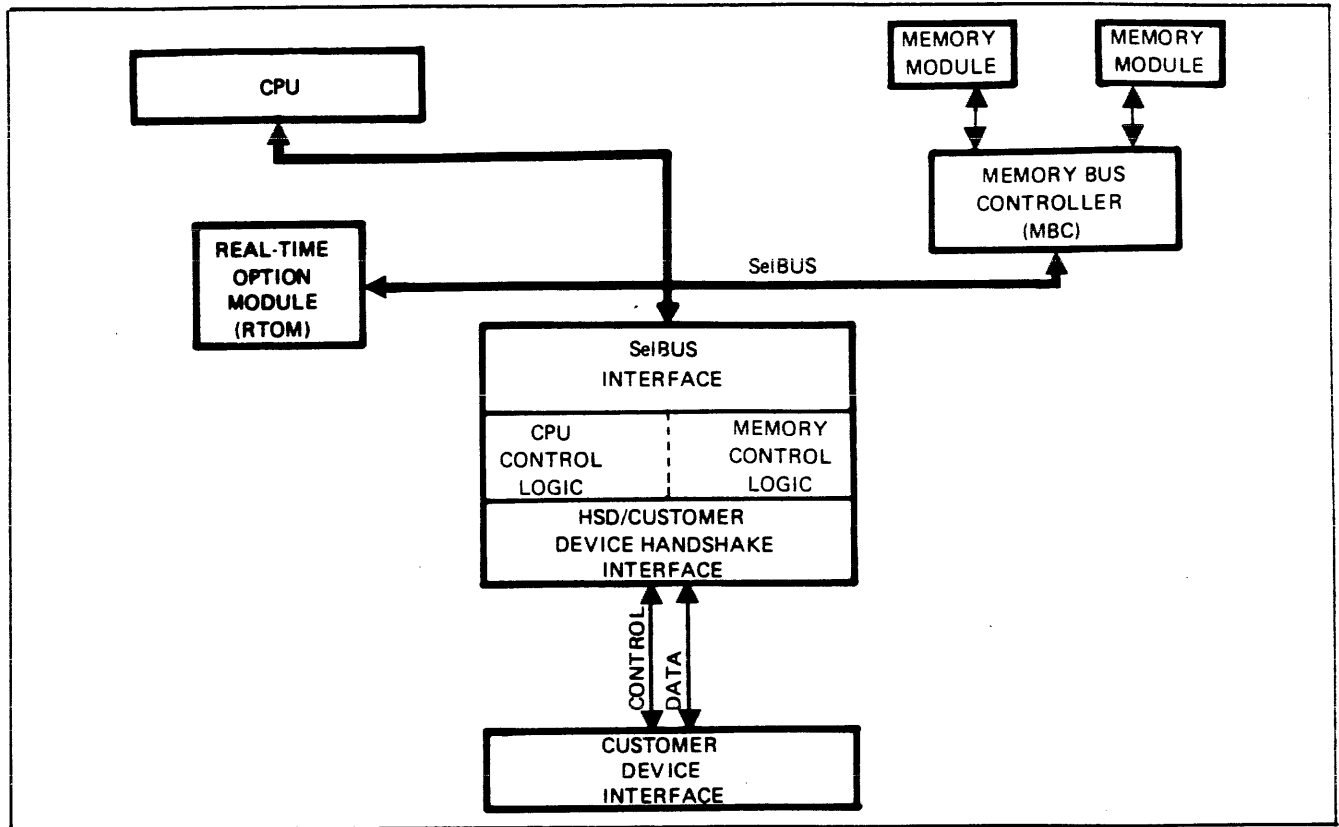 CPU
MEMORY
MODULE
MEMORY
MODULE
MEMORY BUS
CONTROLLER
(MBC)
REAL-TIME
OPTION
MODULE
(RTOM)
SelBUS
SelBUS
INTERFACE
CPU
CONTROL
LOGIC
MEMORY
CONTROL
LOGIC
HSD/CUSTOMER
DEVICE HANDSHAKE
INTERFACE
CONTROL
DATA
CUSTOMER
DEVICE
INTERFACE